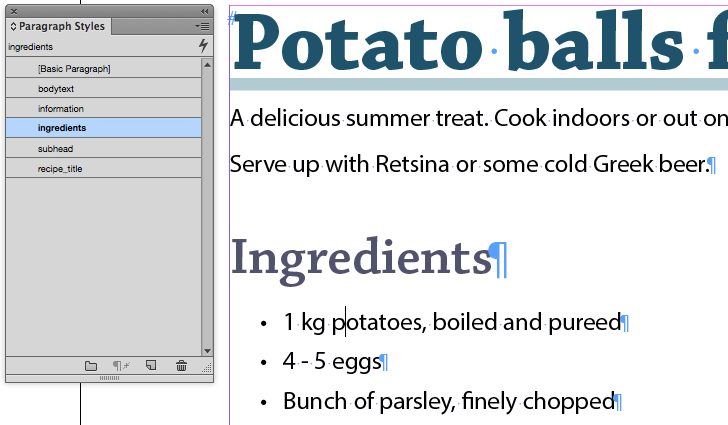 Paragraph Styles
ingredients
[Basic Paragraph]
bodytext
information
ingredients
subhead
recipe_title
#
Potato balls f
A delicious summer treat. Cook indoors or out on
Serve up with Retsina or some cold Greek beer.¶
Ingredients¶
• 1 kg potatoes, boiled and pureed¶
• 4 - 5 eggs¶
• Bunch of parsley, finely chopped¶